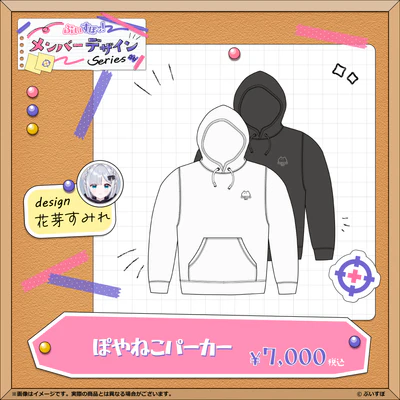 ぶいすぽっ!
メンバーデザイン
Series
design
花芽すみれ
ぽやねこパーカー
¥7,000税込
※画像はイメージです。実際の商品とは異なる場合がございます。
© ぶいすぽ